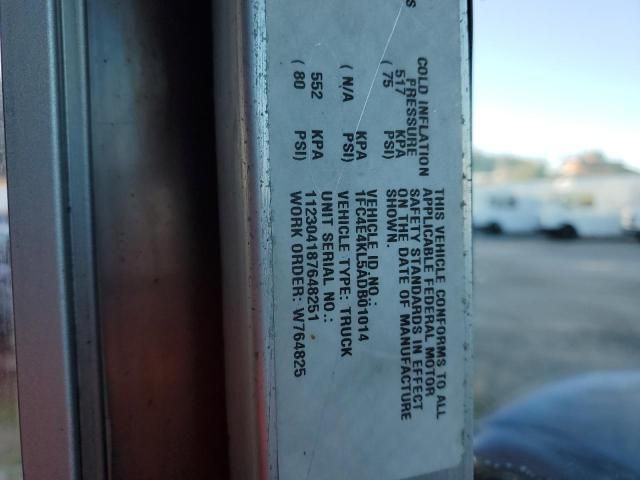 COLD INFLATION
PRESSURE
517 KPA
( 75 PSI)
KPA
( N/A PSI)
552 KPA
( 80 PSI)
THIS VEHICLE CONFORMS TO ALL
APPLICABLE FEDERAL MOTOR
SAFETY STANDARDS IN EFFECT
ON THE DATE OF MANUFACTURE
SHOWN.
VEHICLE ID.NO.:
1FC4E4KL5ADB01014
VEHICLE TYPE: TRUCK
UNIT SERIAL NO.:
112304187648251
WORK ORDER: W764825